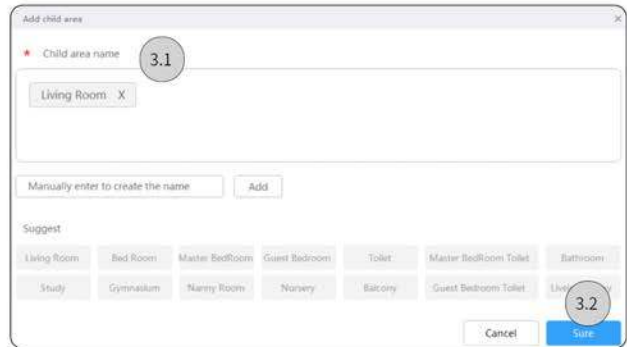 Add child area ×
* Child area name
3.1
Living Room X
Manually enter to create the name Add
Suggest
Living Room Bed Room Master BedRoom Guest Bedroom Toilet Master BedRoom Toilet Bathroom
Study Gymnasium Nanny Room Nursery Balcony Guest Bedroom Toilet
3.2
Cancel Sure